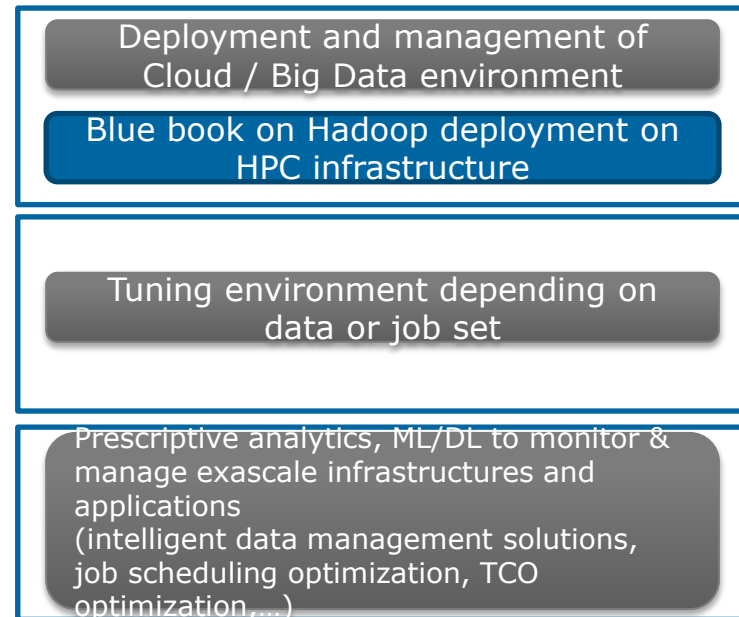 Deployment and management of
Cloud / Big Data environment
Blue book on Hadoop deployment on
HPC infrastructure
Tuning environment depending on
data or job set
Prescriptive analytics, ML/DL to monitor &
manage exascale infrastructures and
applications
(intelligent data management solutions,
job scheduling optimization, TCO
optimization,...)